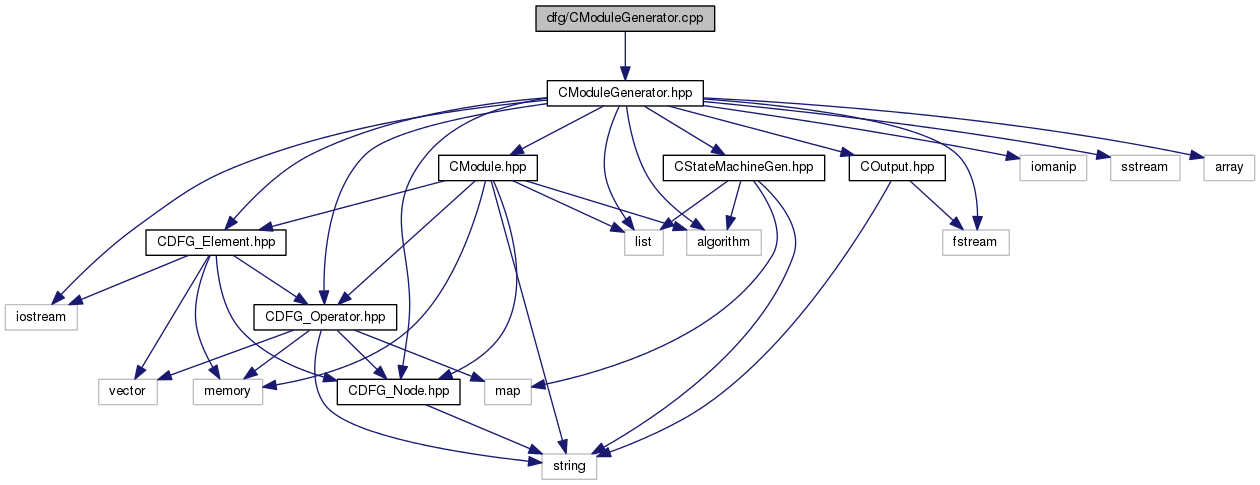 dfg/CModuleGenerator.cpp
CModuleGenerator.hpp
CModule.hpp
CStateMachineGen.hpp
COutput.hpp
iomanip
sstream
array
CDFG_Element.hpp
list
algorithm
fstream
iostream
CDFG_Operator.hpp
vector
memory
CDFG_Node.hpp
map
string